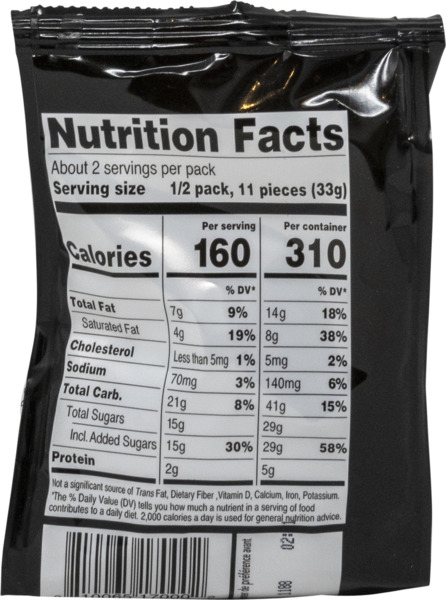 Nutrition Facts
About 2 servings per pack
Serving size 1/2 pack, 11 pieces (33g)
Per serving Per container
Calories 160 310
% DV* % DV*
Total Fat 7g 9% 14g 18%
Saturated Fat 4g 19% 8g 38%
Cholesterol Less than 5mg 1% 5mg 2%
Sodium 70mg 3% 140mg 6%
Total Carb. 21g 8% 41g 15%
Total Sugars 15g 29g
Incl. Added Sugars 15g 30% 29g 58%
Protein 2g 5g
Not a significant source of Trans Fat, Dietary Fiber ,Vitamin D, Calcium, Iron, Potassium.
*The % Daily Value (DV) tells you how much a nutrient in a serving of food
contributes to a daily diet. 2,000 calories a day is used for general nutrition advice.
de préférence avant